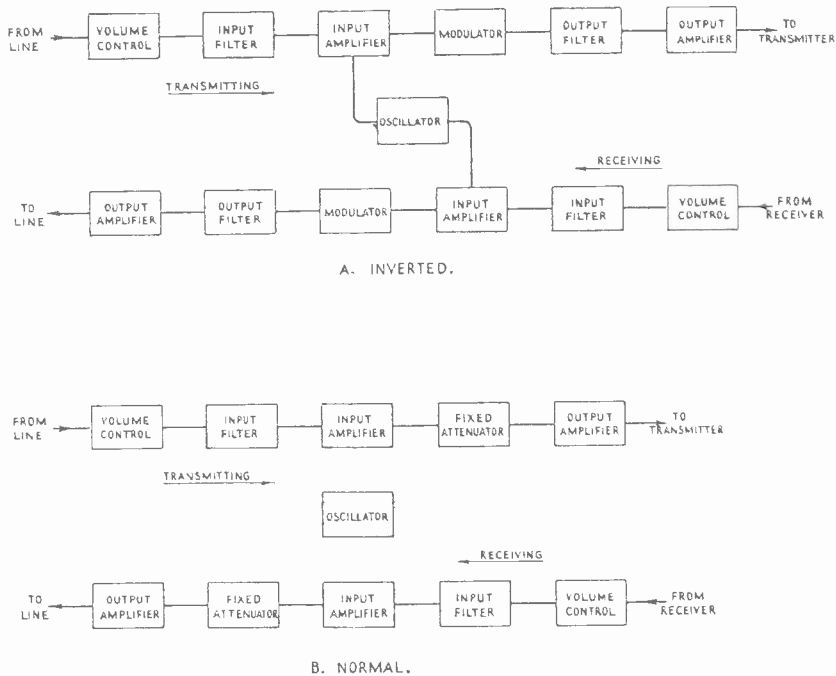 FROM
LINE
VOLUME
CONTROL
INPUT
FILTER
INPUT
AMPLIFIER
MODULATOR
OUTPUT
FILTER
OUTPUT
AMPLIFIER
TO
TRANSMITTER
TRANSMITTING
OSCILLATOR
RECEIVING
TO
LINE
OUTPUT
AMPLIFIER
OUTPUT
FILTER
MODULATOR
INPUT
AMPLIFIER
INPUT
FILTER
VOLUME
CONTROL
FROM
RECEIVER
A. INVERTED.
FROM
LINE
VOLUME
CONTROL
INPUT
FILTER
INPUT
AMPLIFIER
FIXED
ATTENUATOR
OUTPUT
AMPLIFIER
TO
TRANSMITTER
TRANSMITTING
OSCILLATOR
RECEIVING
TO
LINE
OUTPUT
AMPLIFIER
FIXED
ATTENUATOR
INPUT
AMPLIFIER
INPUT
FILTER
VOLUME
CONTROL
FROM
RECEIVER
B. NORMAL.